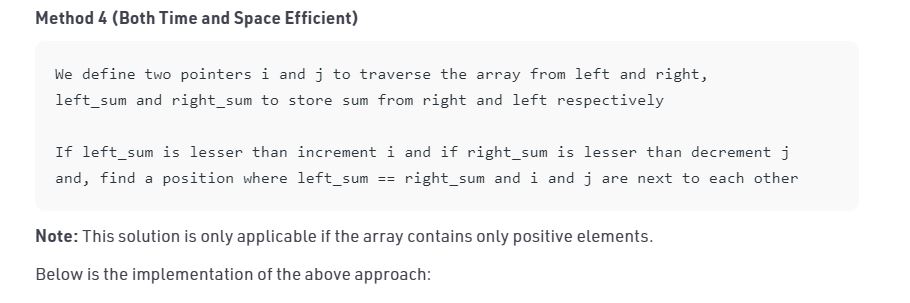 Method 4 (Both Time and Space Efficient)
We define two pointers i and j to traverse the array from left and right,
left_sum and right_sum to store sum from right and left respectively
If left_sum is lesser than increment i and if right_sum is lesser than decrement j
and, find a position where left_sum == right_sum and i and j are next to each other
Note: This solution is only applicable if the array contains only positive elements.
Below is the implementation of the above approach: